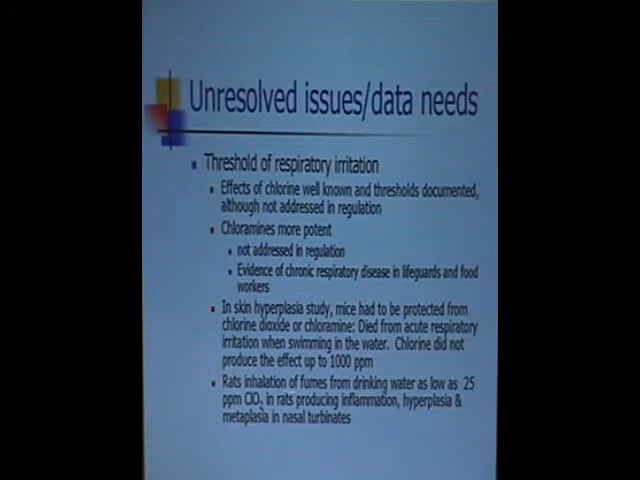 Unresolved issues/data needs
Threshold of respiratory irritation
Effects of chlorine well known and thresholds documented,
although not addressed in regulation
Chloramines more potent
not addressed in regulation
Evidence of chronic respiratory disease in lifeguards and food
workers
In skin hyperplasia study, mice had to be protected from
chlorine dioxide or chloramine: Died from acute respiratory
irritation when swimming in the water. Chlorine did not
produce the effect up to 1000 ppm
Rats inhalation of fumes from drinking water as low as 25
ppm ClO₂ in rats producing inflammation, hyperplasia &
metaplasia in nasal turbinates